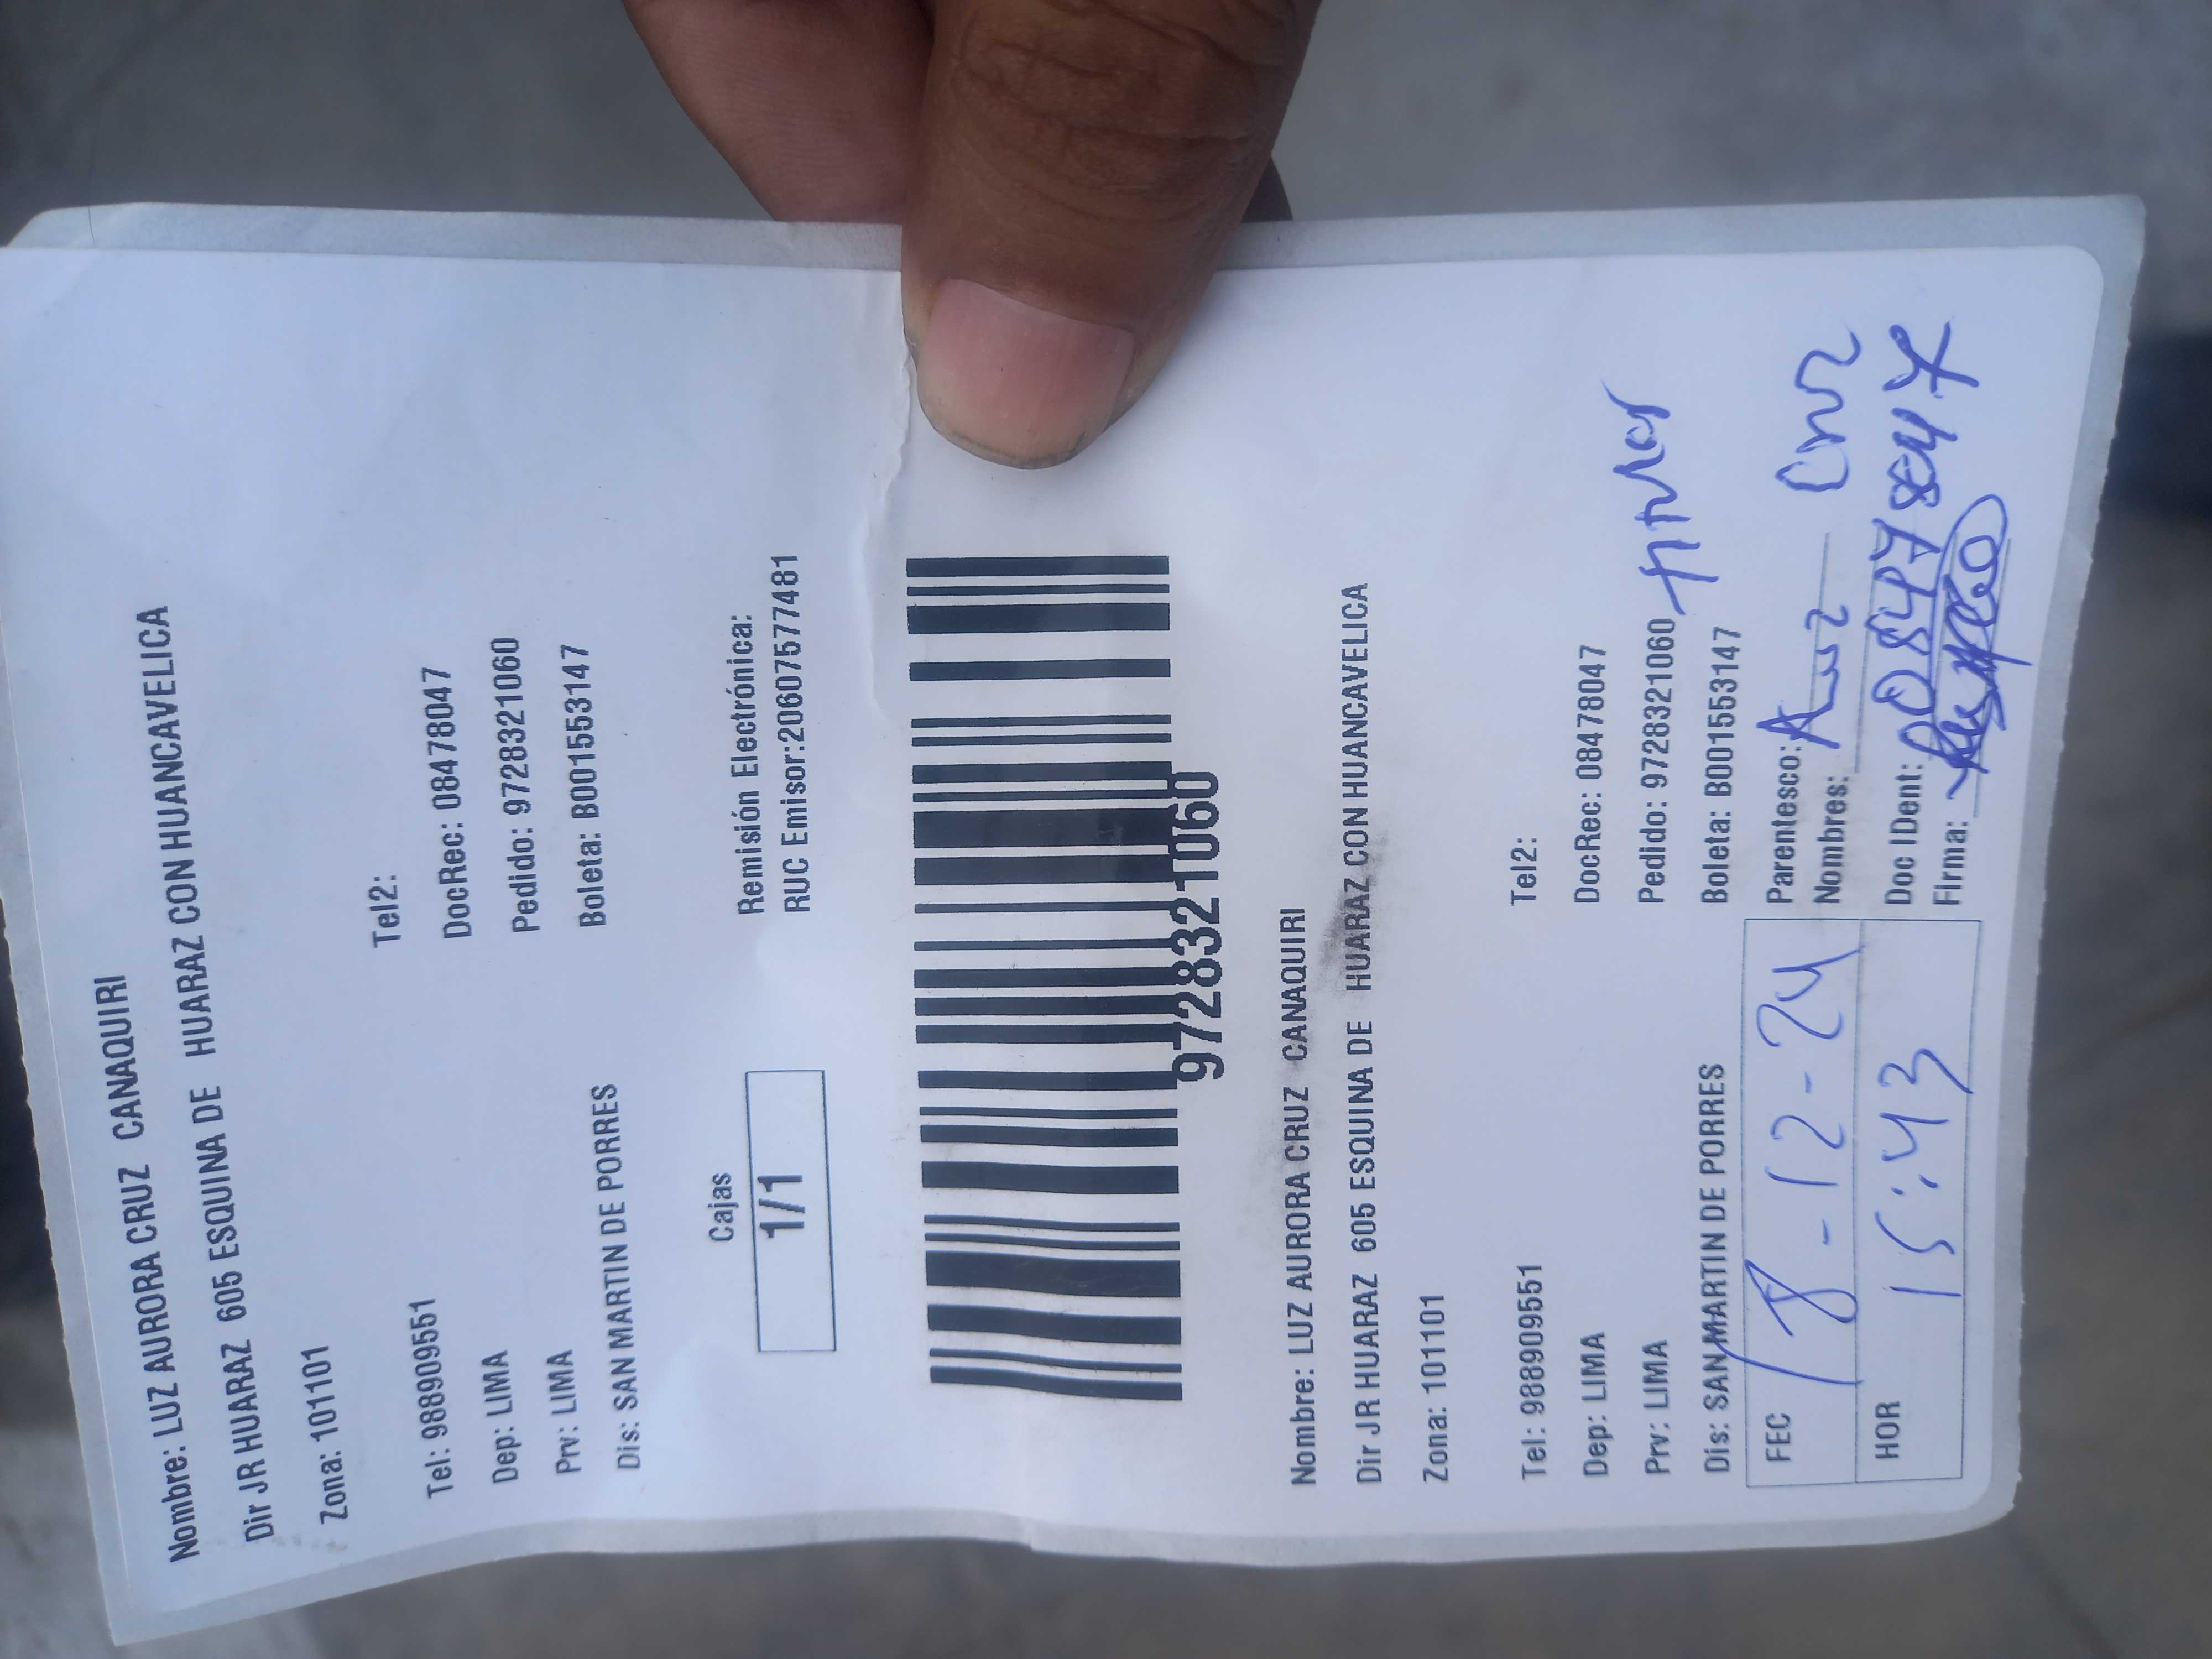 Nombre: LUZ AURORA CRUZ CANAQUIRI
Dir JR HUARAZ 605 ESQUINA DE HUARAZ CON HUANCAVELICA
Zona: 101101
Tel: 988909551 Tel2:
Dep: LIMA DocRec: 08478047
Prv: LIMA Pedido: 9728321060
Dis: SAN MARTIN DE PORRES Boleta: B001553147
Cajas Remisión Electrónica:
1/1 RUC Emisor:20607577481
9728321060
Nombre: LUZ AURORA CRUZ CANAQUIRI
Dir JR HUARAZ 605 ESQUINA DE HUARAZ CON HUANCAVELICA
Zona: 101101
Tel: 988909551 Tel2:
Dep: LIMA DocRec: 08478047
Prv: LIMA Pedido: 9728321060
Dis: SAN MARTIN DE PORRES Boleta: B001553147
FEC 18-12-24 Parentesco:
Nombres:
HOR 15:43 Doc IDent:
Firma: